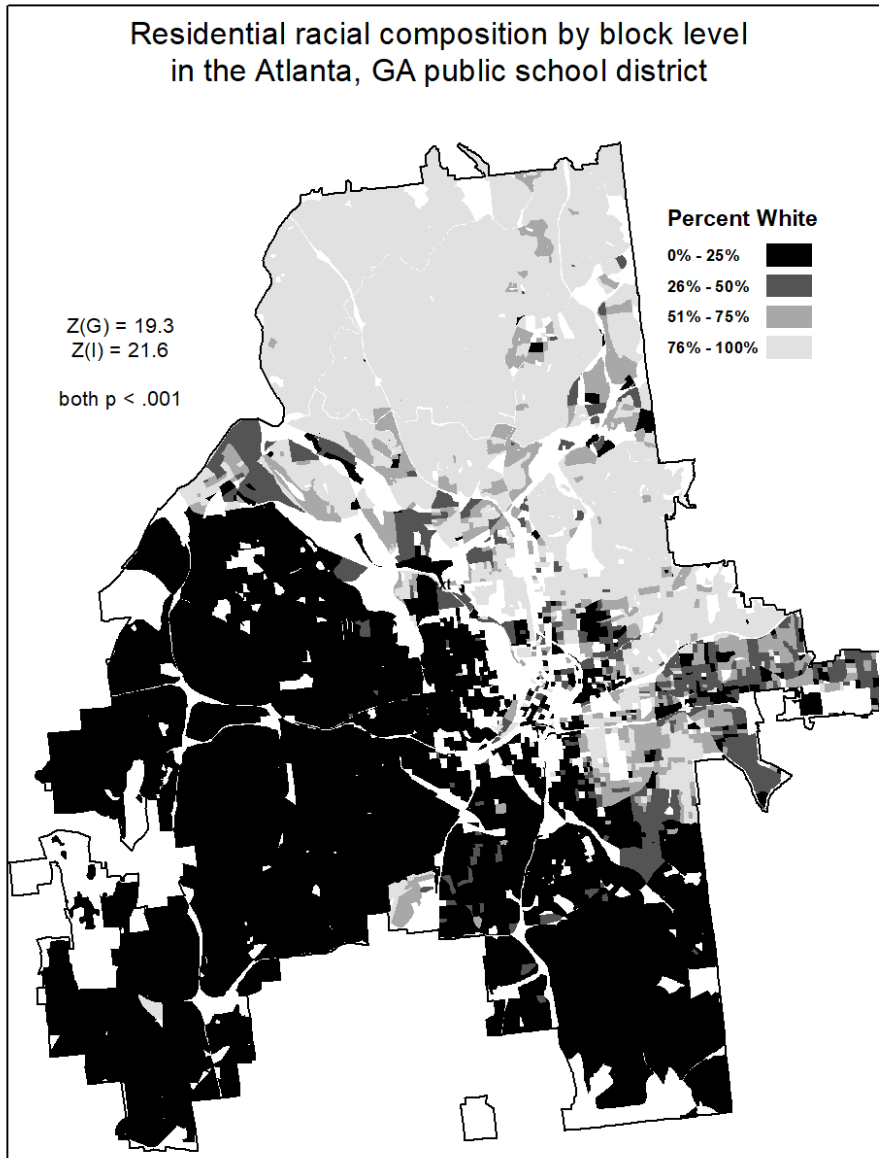 Residential racial composition by block level
in the Atlanta, GA public school district
Percent White
0% - 25%
26% - 50%
51% - 75%
76% - 100%
Z(G) = 19.3
Z(I) = 21.6
both p < .001
xt